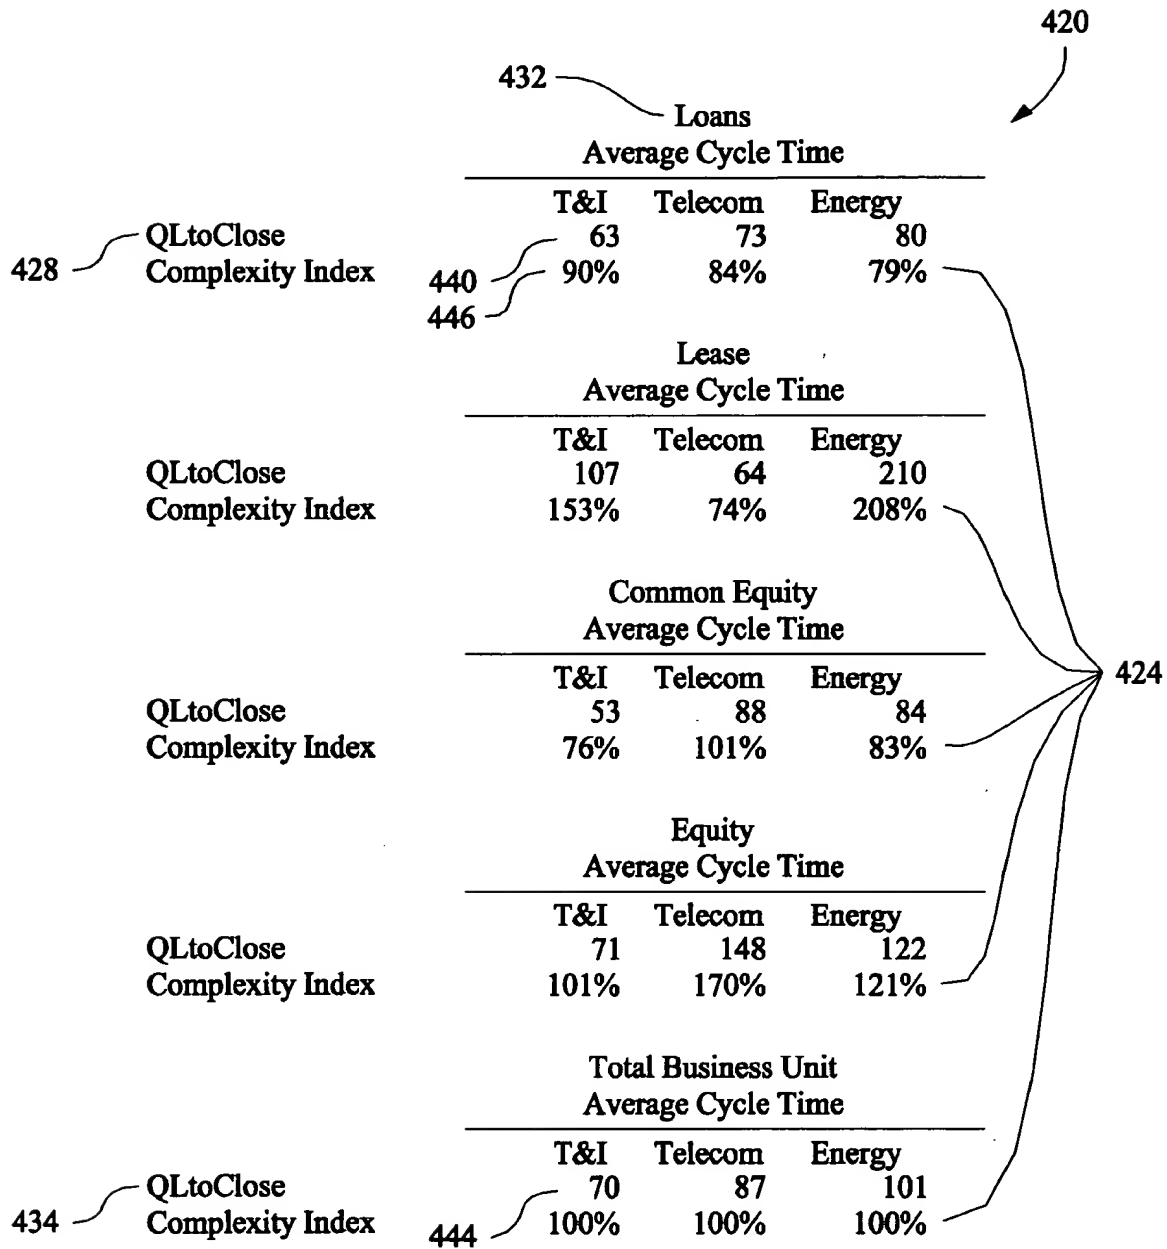 420
432
Loans
Average Cycle Time
T&I Telecom Energy
QLtoClose 63 73 80
428 Complexity Index 440 90% 84% 79%
446
Lease
Average Cycle Time
T&I Telecom Energy
QLtoClose 107 64 210
Complexity Index 153% 74% 208%
Common Equity
Average Cycle Time
T&I Telecom Energy
424
QLtoClose 53 88 84
Complexity Index 76% 101% 83%
Equity
Average Cycle Time
T&I Telecom Energy
QLtoClose 71 148 122
Complexity Index 101% 170% 121%
Total Business Unit
Average Cycle Time
T&I Telecom Energy
QLtoClose 70 87 101
434 Complexity Index 444 100% 100% 100%